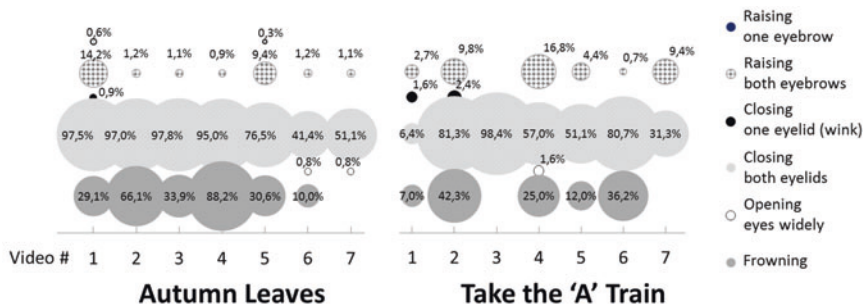 0,6% 0,3%
14,2% 1,2% 1,1% 0,9% 9,4% 1,2% 1,1%
0,9%
97,5% 97,0% 97,8% 95,0% 76,5% 41,4% 51,1%
0,8% 0,8%
29,1% 66,1% 33,9% 88,2% 30,6% 10,0%
Video # 1 2 3 4 5 6 7
Autumn Leaves
2,7% 9,8% 16,8% 4,4% 0,7% 9,4%
1,6% 2,4%
6,4% 81,3% 98,4% 57,0% 51,1% 80,7% 31,3%
1,6%
7,0% 42,3% 25,0% 12,0% 36,2%
1 2 3 4 5 6 7
Take the ‘A’ Train
Raising
one eyebrow
Raising
both eyebrows
Closing
one eyelid (wink)
Closing
both eyelids
Opening
eyes widely
Frowning